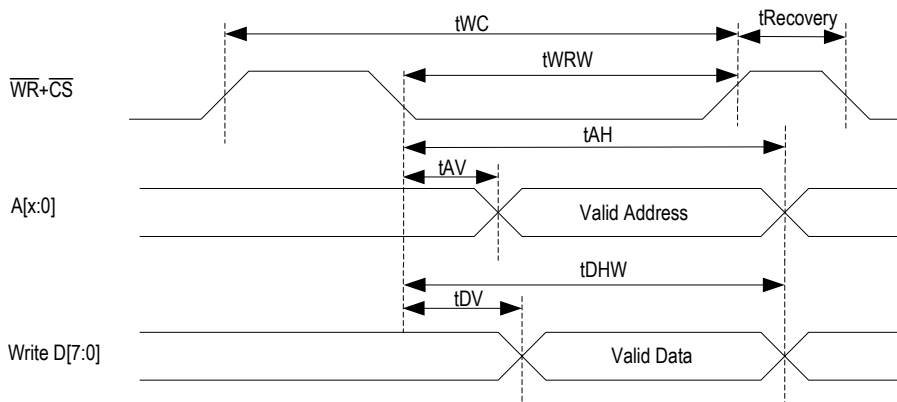 tWC
tRecovery
tWRW
WR+CS
tAH
tAV
A[x:0]
Valid Address
tDHW
tDV
Write D[7:0]
Valid Data